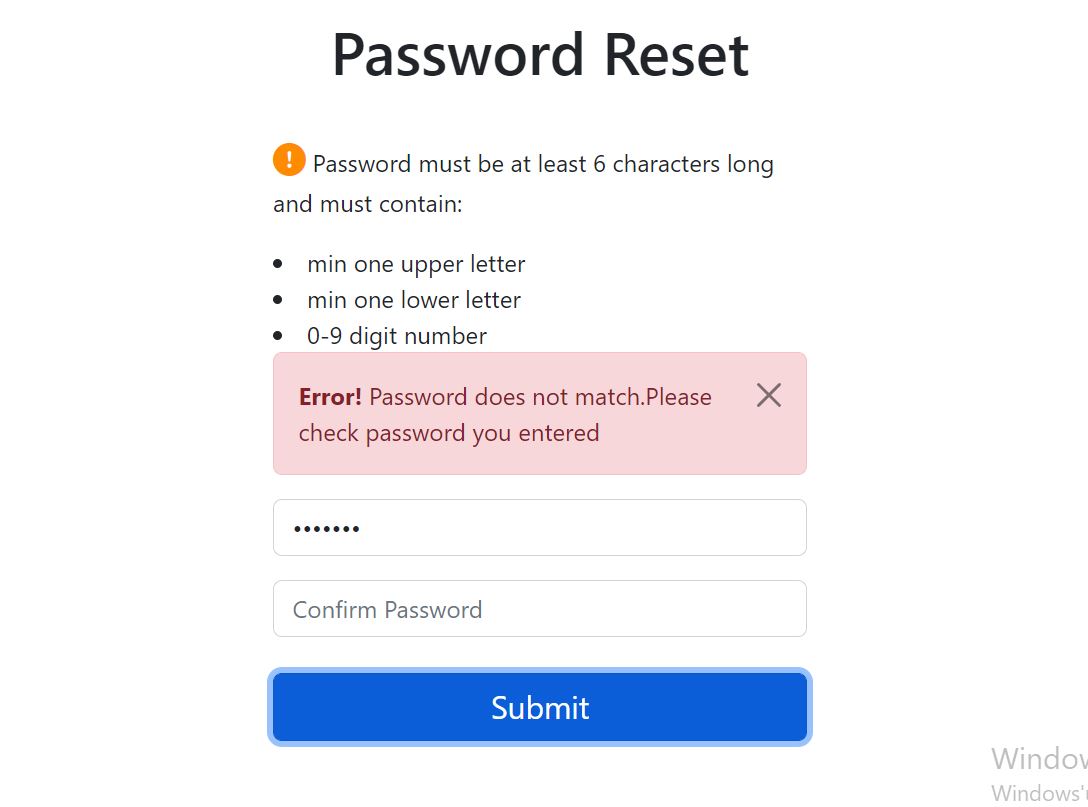 Password Reset
! Password must be at least 6 characters long
and must contain:
• min one upper letter
• min one lower letter
• 0-9 digit number
Error! Password does not match.Please
check password you entered
•••••••
Confirm Password
Submit